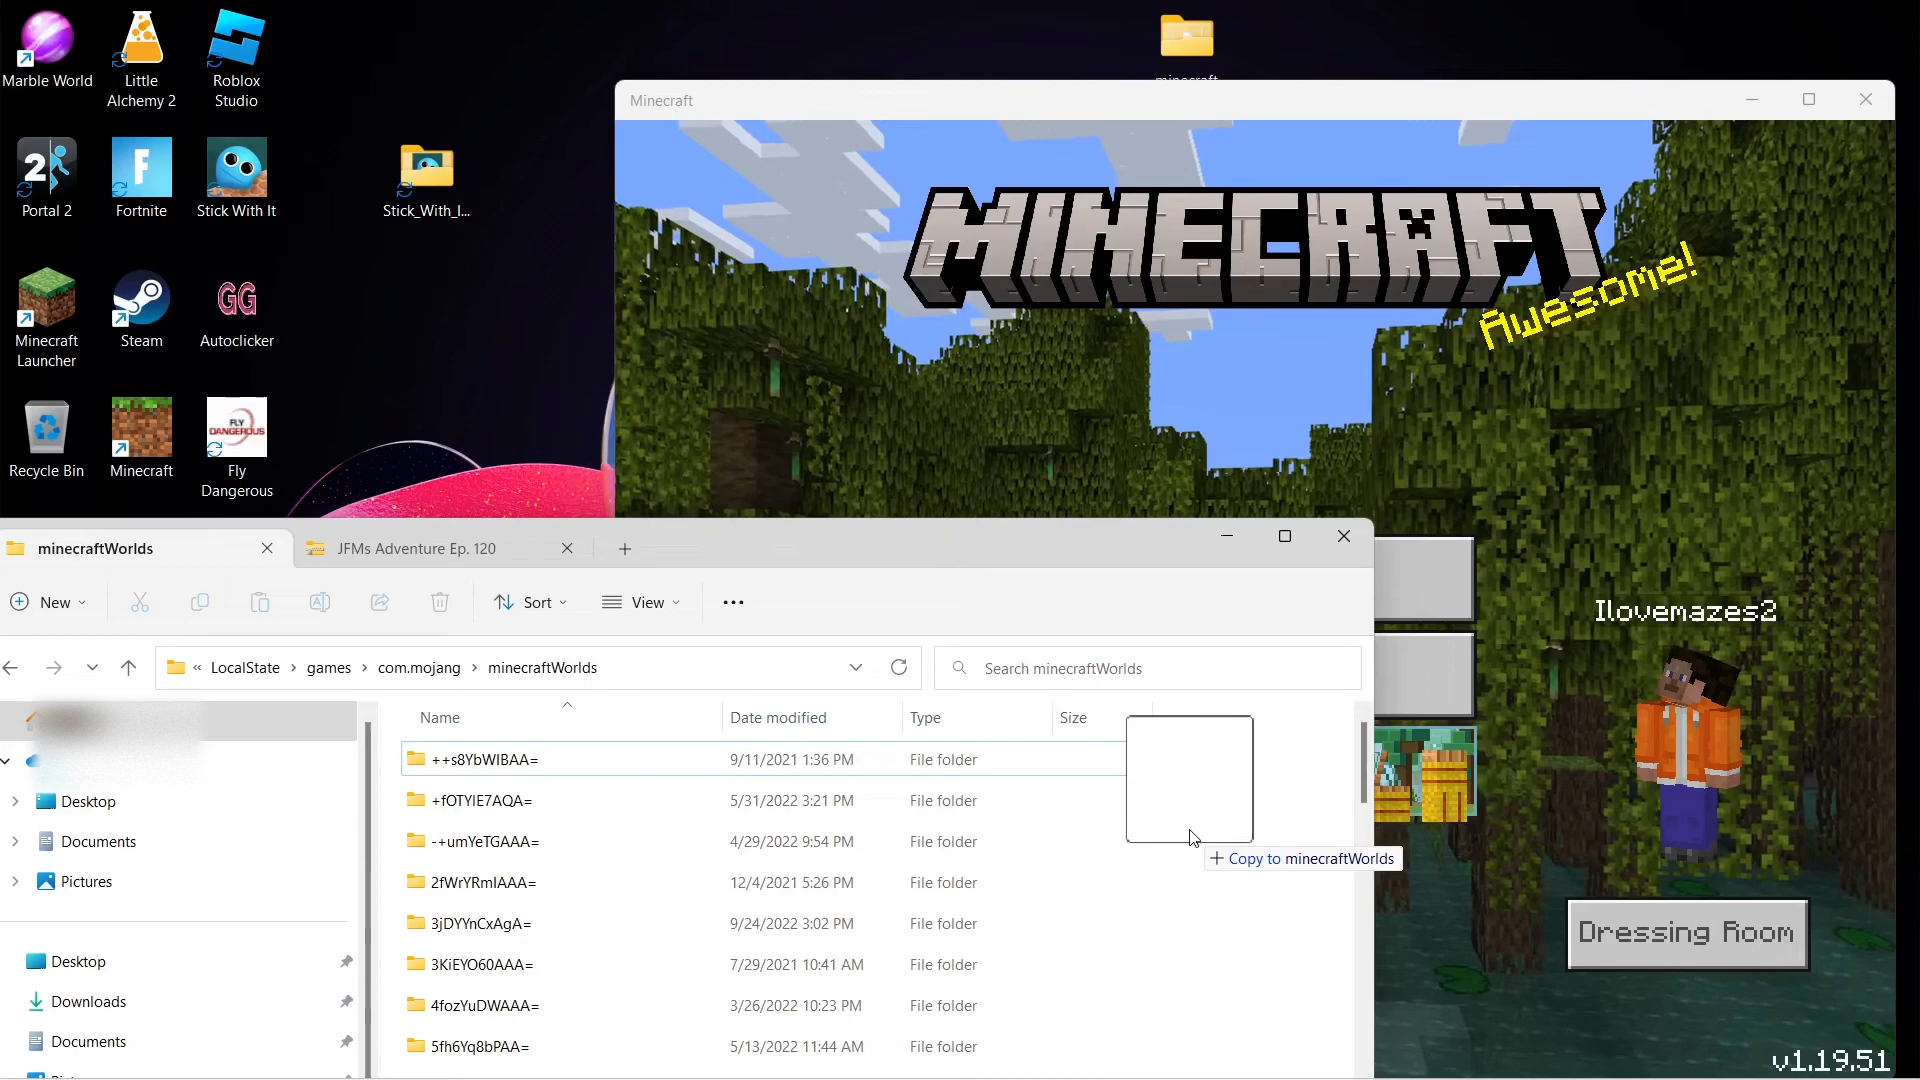 Marble World
Little
Alchemy 2
Roblox
Studio
Portal 2
Fortnite
Stick With It
Stick_With_I...
Minecraft
Launcher
Steam
GG
Autoclicker
Recycle Bin
Minecraft
FLY
DANGEROUS
Fly
Dangerous
minecraft
Minecraft
MINECRAFT
Awesome!
minecraftWorlds
JFMs Adventure Ep. 120
New
Sort
View
LocalState
games
com.mojang
minecraftWorlds
Search minecraftWorlds
Name
Date modified
Type
Size
++s8YbWIBAA= 9/11/2021 1:36 PM File folder
+fOTYIE7AQA= 5/31/2022 3:21 PM File folder
-+umYeTGAAA= 4/29/2022 9:54 PM File folder
2fWrYRmIAAA= 12/4/2021 5:26 PM File folder
3jDYYnCxAgA= 9/24/2022 3:02 PM File folder
3KiEYO60AAA= 7/29/2021 10:41 AM File folder
4fozYuDWAAA= 3/26/2022 10:23 PM File folder
5fh6Yq8bPAA= 5/13/2022 11:44 AM File folder
+ Copy to minecraftWorlds
Desktop
Documents
Pictures
Desktop
Downloads
Documents
Ilovemazes2
Dressing Room
v1.19.51